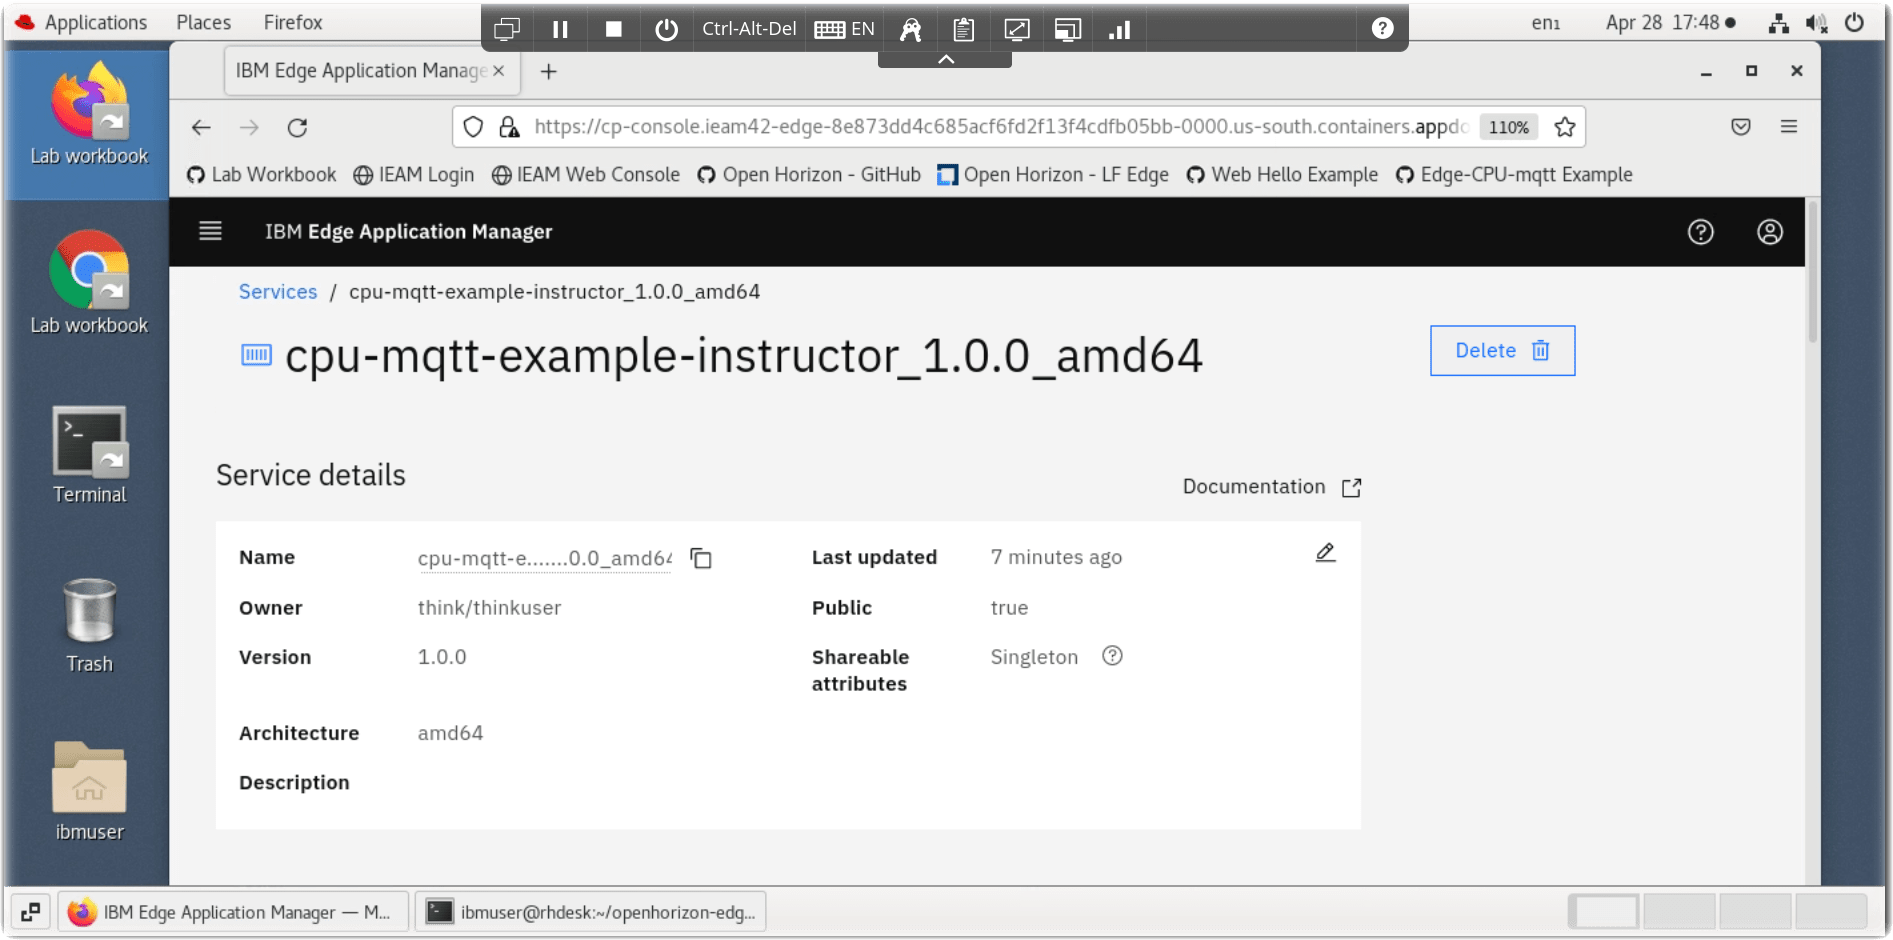 Applications Places Firefox
Ctrl-Alt-Del EN
en₁ Apr 28 17:48
IBM Edge Application Manage
https://cp-console.ieam42-edge-8e873dd4c685acf6fd2f13f4cdfb05bb-0000.us-south.containers.appdo 110%
Lab Workbook IEAM Login IEAM Web Console Open Horizon - GitHub Open Horizon - LF Edge Web Hello Example Edge-CPU-mqtt Example
Lab workbook
Lab workbook
Terminal
Trash
ibmuser
IBM Edge Application Manager
Services / cpu-mqtt-example-instructor_1.0.0_amd64
cpu-mqtt-example-instructor_1.0.0_amd64
Delete
Service details
Documentation
Name cpu-mqtt-e.......0.0_amd64 Last updated 7 minutes ago
Owner think/thinkuser Public true
Version 1.0.0 Shareable attributes Singleton
Architecture amd64
Description
IBM Edge Application Manager — M... ibmuser@rhdesk:~/openhorizon-edg...